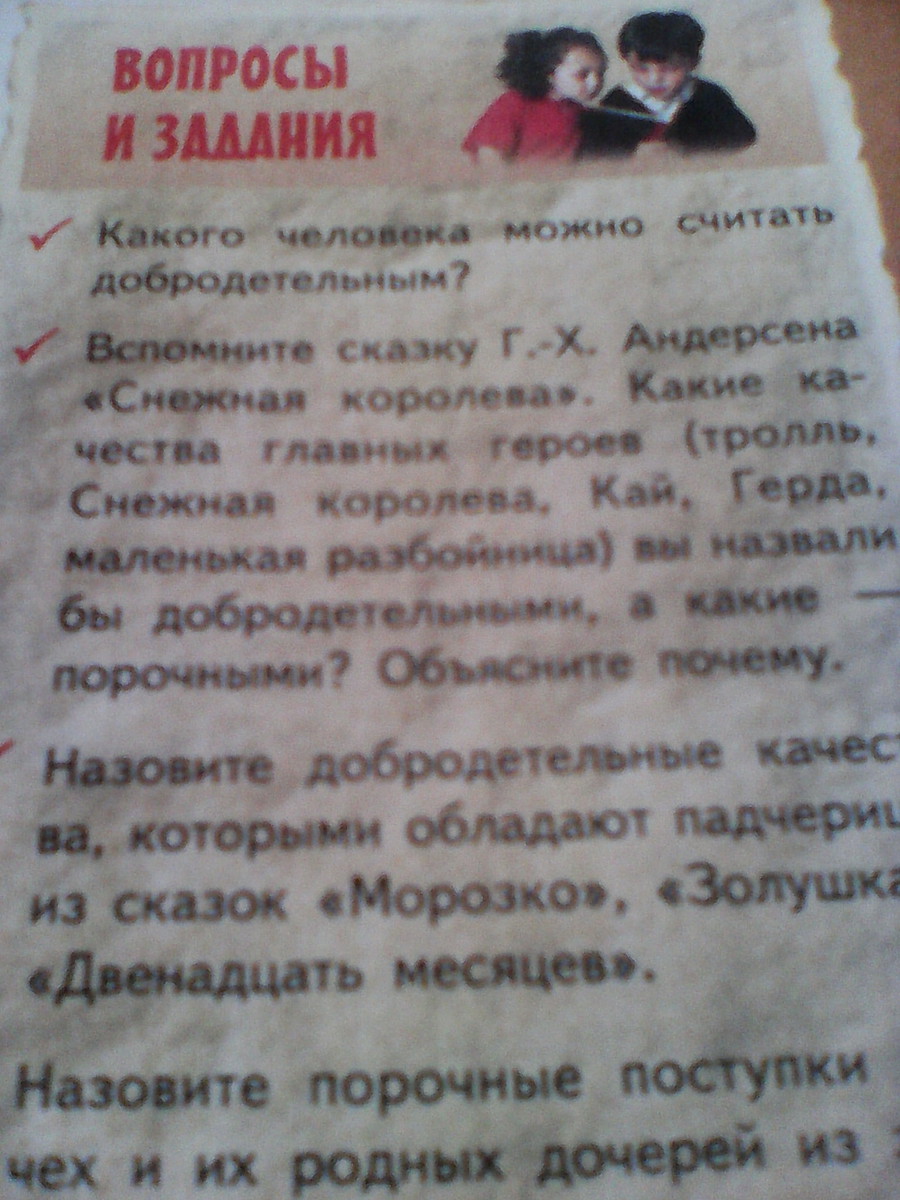 ВОПРОСЫ
И ЗАДАНИЯ
Какого человека можно считать
добродетельным?
Вспомните сказку Г.-Х. Андерсена
«Снежная королева». Какие ка-
чества главных героев (тролль,
Снежная королева, Кай, Герда,
маленькая разбойница) вы назвали
бы добродетельными, а какие —
порочными? Объясните почему.
Назовите добродетельные качест
ва, которыми обладают падчериц
из сказок «Морозко», «Золушка
«Двенадцать месяцев».
Назовите порочные поступки
чех и их родных дочерей из